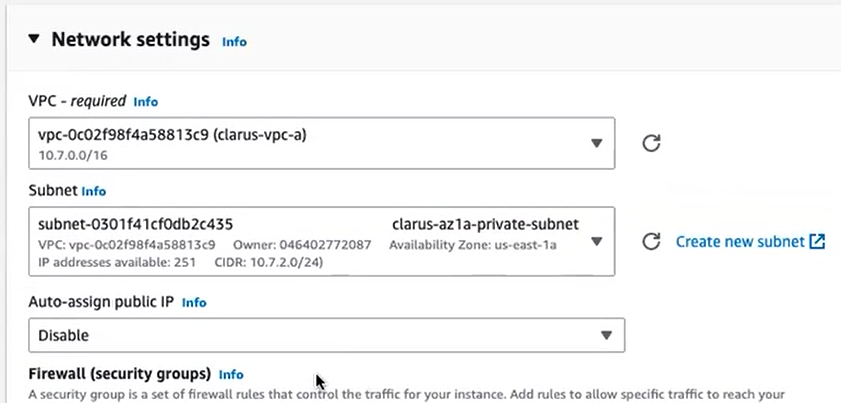 Network settings Info
VPC - required Info
vpc-0c02f98f4a58813c9 (clarus-vpc-a)
10.7.0.0/16
Subnet Info
subnet-0301f41cf0db2c435 clarus-az1a-private-subnet
VPC: vpc-0c02f98f4a58813c9 Owner: 046402772087 Availability Zone: us-east-1a
IP addresses available: 251 CIDR: 10.7.2.0/24)
Create new subnet
Auto-assign public IP Info
Disable
Firewall (security groups) Info
A security group is a set of firewall rules that control the traffic for your instance. Add rules to allow specific traffic to reach your